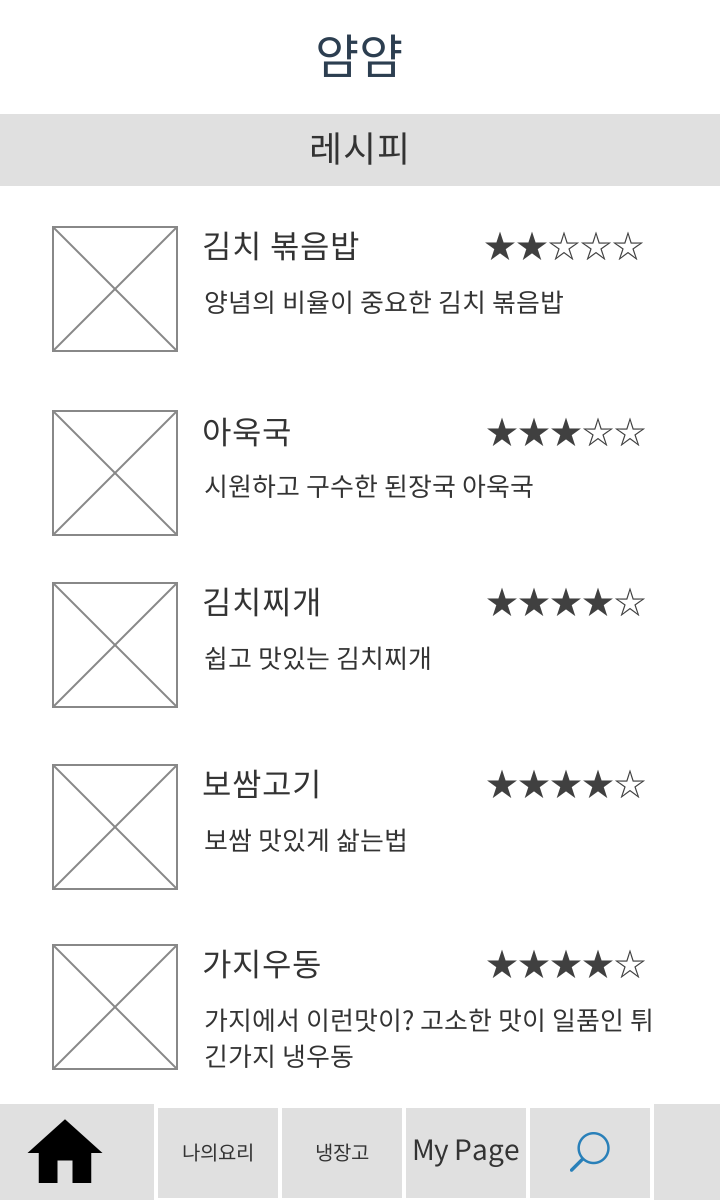 얌얌
레시피
김치 볶음밥 ★★☆☆☆
양념의 비율이 중요한 김치 볶음밥
아욱국 ★★★☆☆
시원하고 구수한 된장국 아욱국
김치찌개 ★★★★☆
쉽고 맛있는 김치찌개
보쌈고기 ★★★★☆
보쌈 맛있게 삶는법
가지우동 ★★★★☆
가지에서 이런맛이? 고소한 맛이 일품인 튀
긴가지 냉우동
나의요리 냉장고 My Page